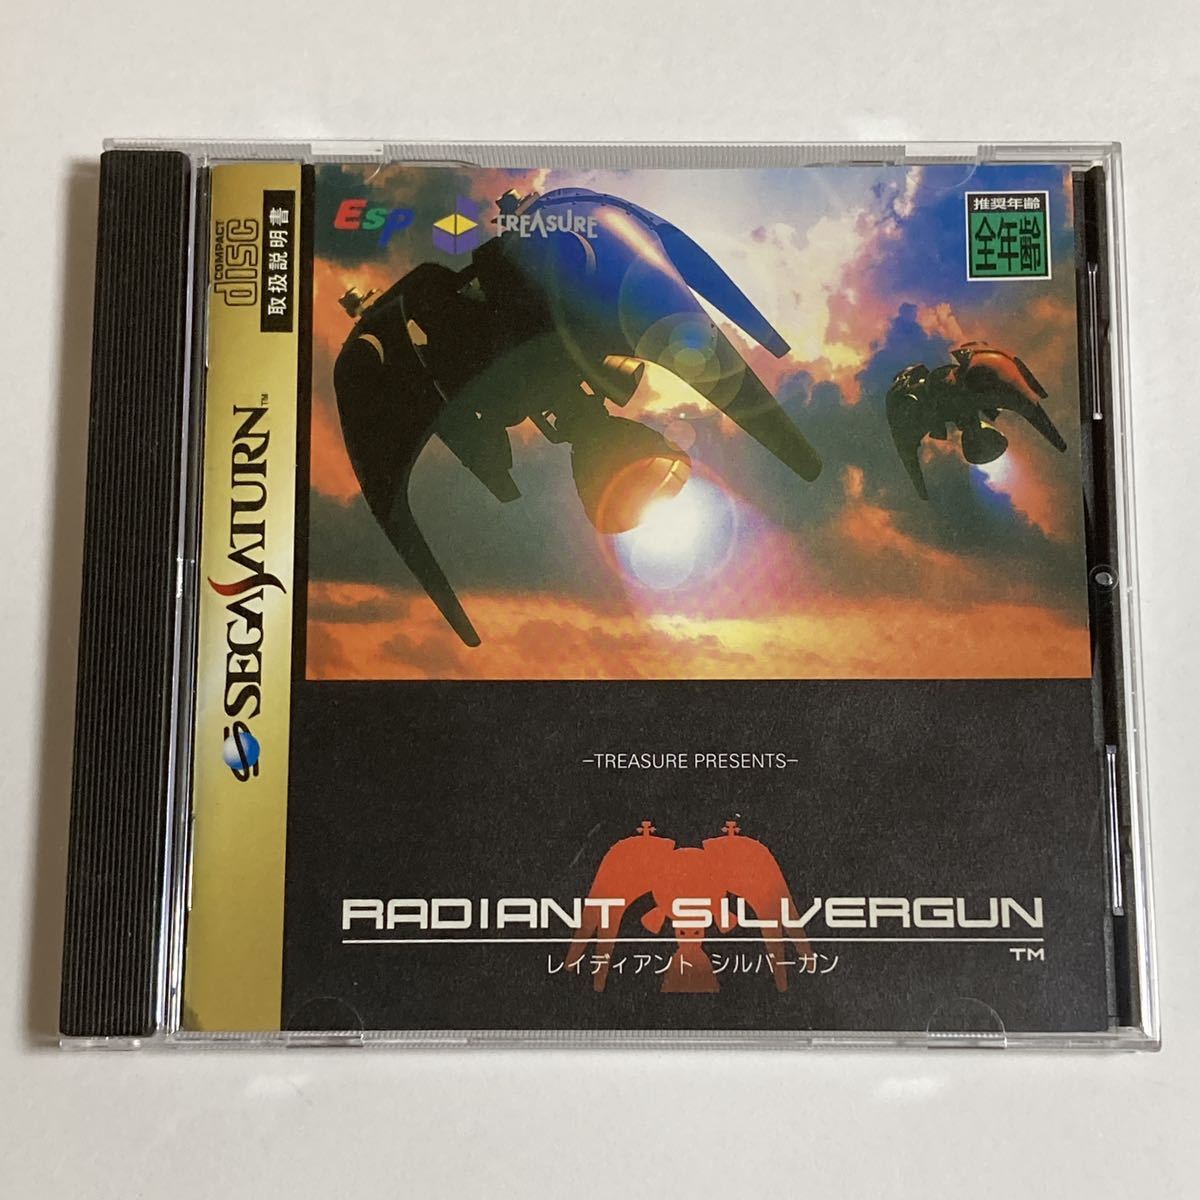 COMPACT
disc
取扱説明書
SEGA SATURN™
ESP
TREASURE
推奨年齢
全年齢
–TREASURE PRESENTS–
RADIANT SILVERGUN
TM
レイディアント シルバーガン